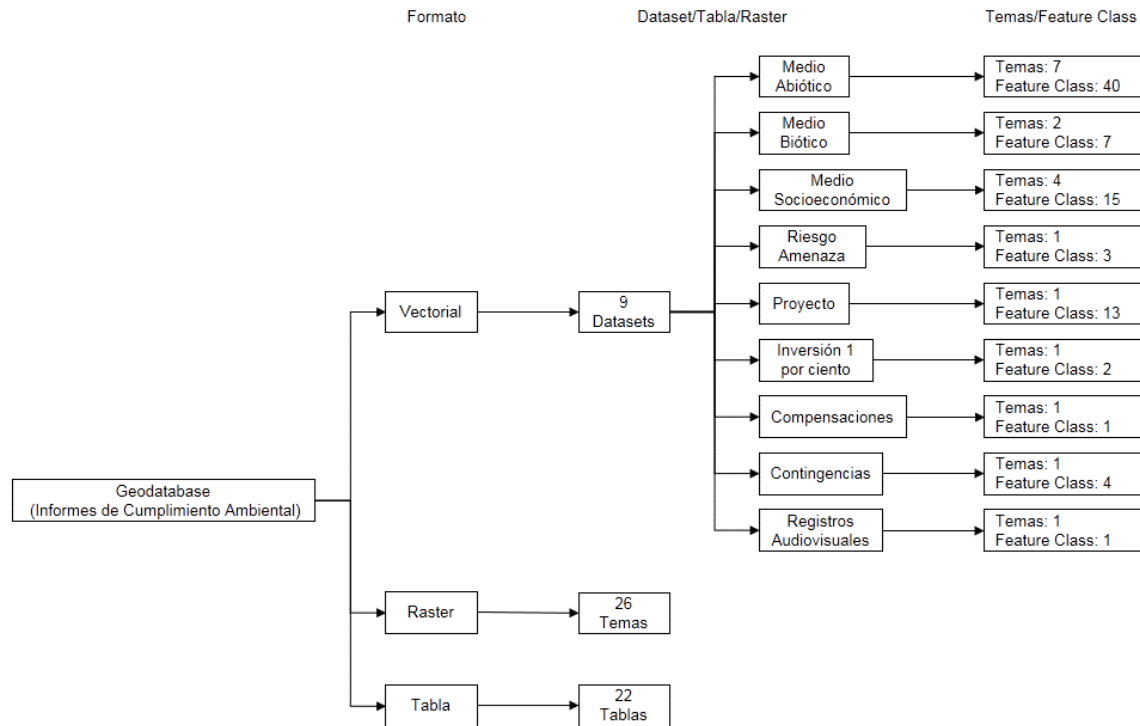 Formato
Dataset/Tabla/Raster
Temas/Feature Class
Medio
Abiótico
Temas: 7
Feature Class: 40
Medio
Biótico
Temas: 2
Feature Class: 7
Medio
Socioeconómico
Temas: 4
Feature Class: 15
Riesgo
Amenaza
Temas: 1
Feature Class: 3
Vectorial
9
Datasets
Proyecto
Temas: 1
Feature Class: 13
Inversión 1
por ciento
Temas: 1
Feature Class: 2
Compensaciones
Temas: 1
Feature Class: 1
Geodatabase
(Informes de Cumplimiento Ambiental)
Contingencias
Temas: 1
Feature Class: 4
Registros
Audiovisuales
Temas: 1
Feature Class: 1
Raster
26
Temas
Tabla
22
Tablas